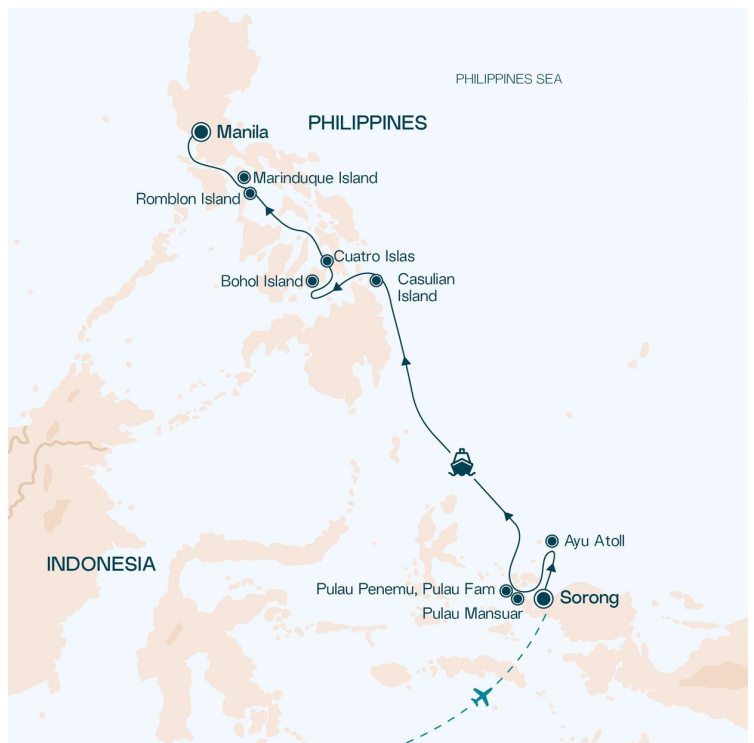 PHILIPPINES SEA
PHILIPPINES
Manila
Marinduque Island
Romblon Island
Cuatro Islas
Bohol Island
Casulian
Island
Ayu Atoll
INDONESIA
Pulau Penemu, Pulau Fam
Sorong
Pulau Mansuar